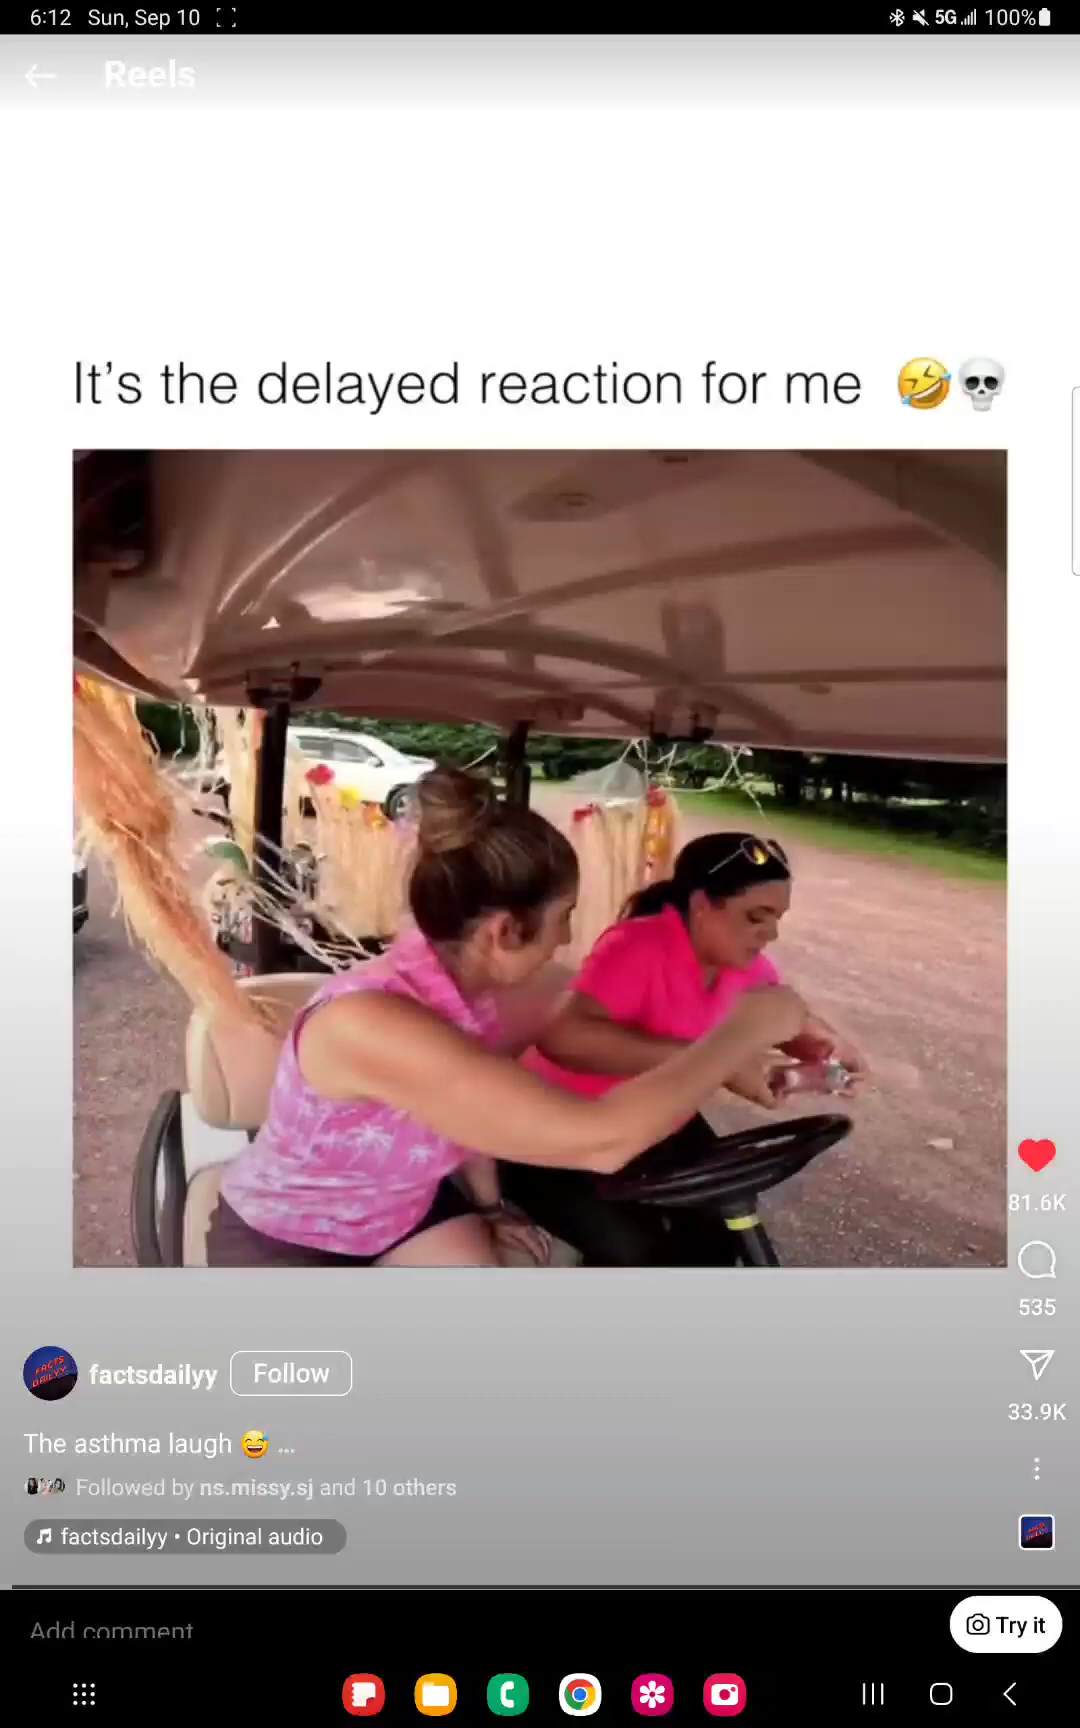 6:12 Sun, Sep 10
5G 100%
Reels
It's the delayed reaction for me 🤣💀
81.6K
535
FACTS
DAILYY
factsdailyy Follow
33.9K
The asthma laugh 😅 ...
Followed by ns.missy.sj and 10 others
factsdailyy • Original audio
Add comment
Try it